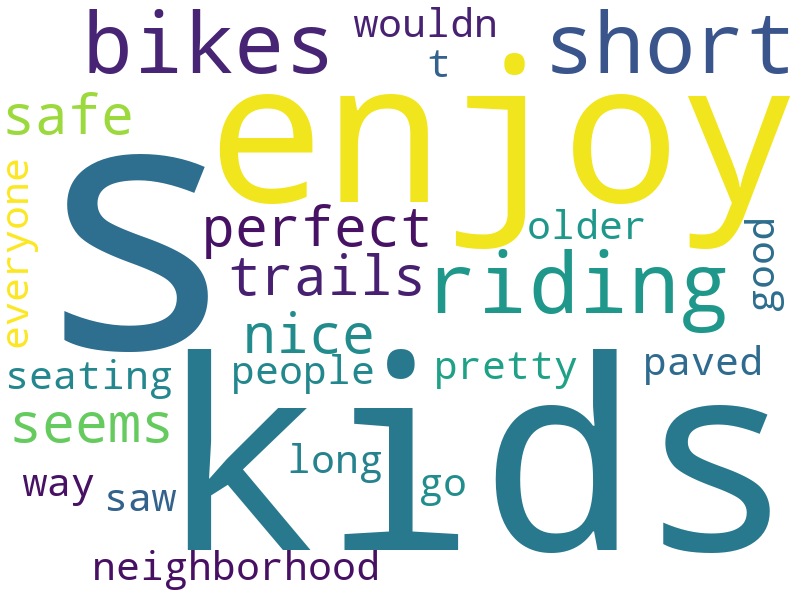 bikes
wouldn
t
short
safe
enjoy
everyone
s
perfect
older
good
trails
riding
nice
people
pretty
paved
seating
kids
seems
long
go
way
saw
neighborhood